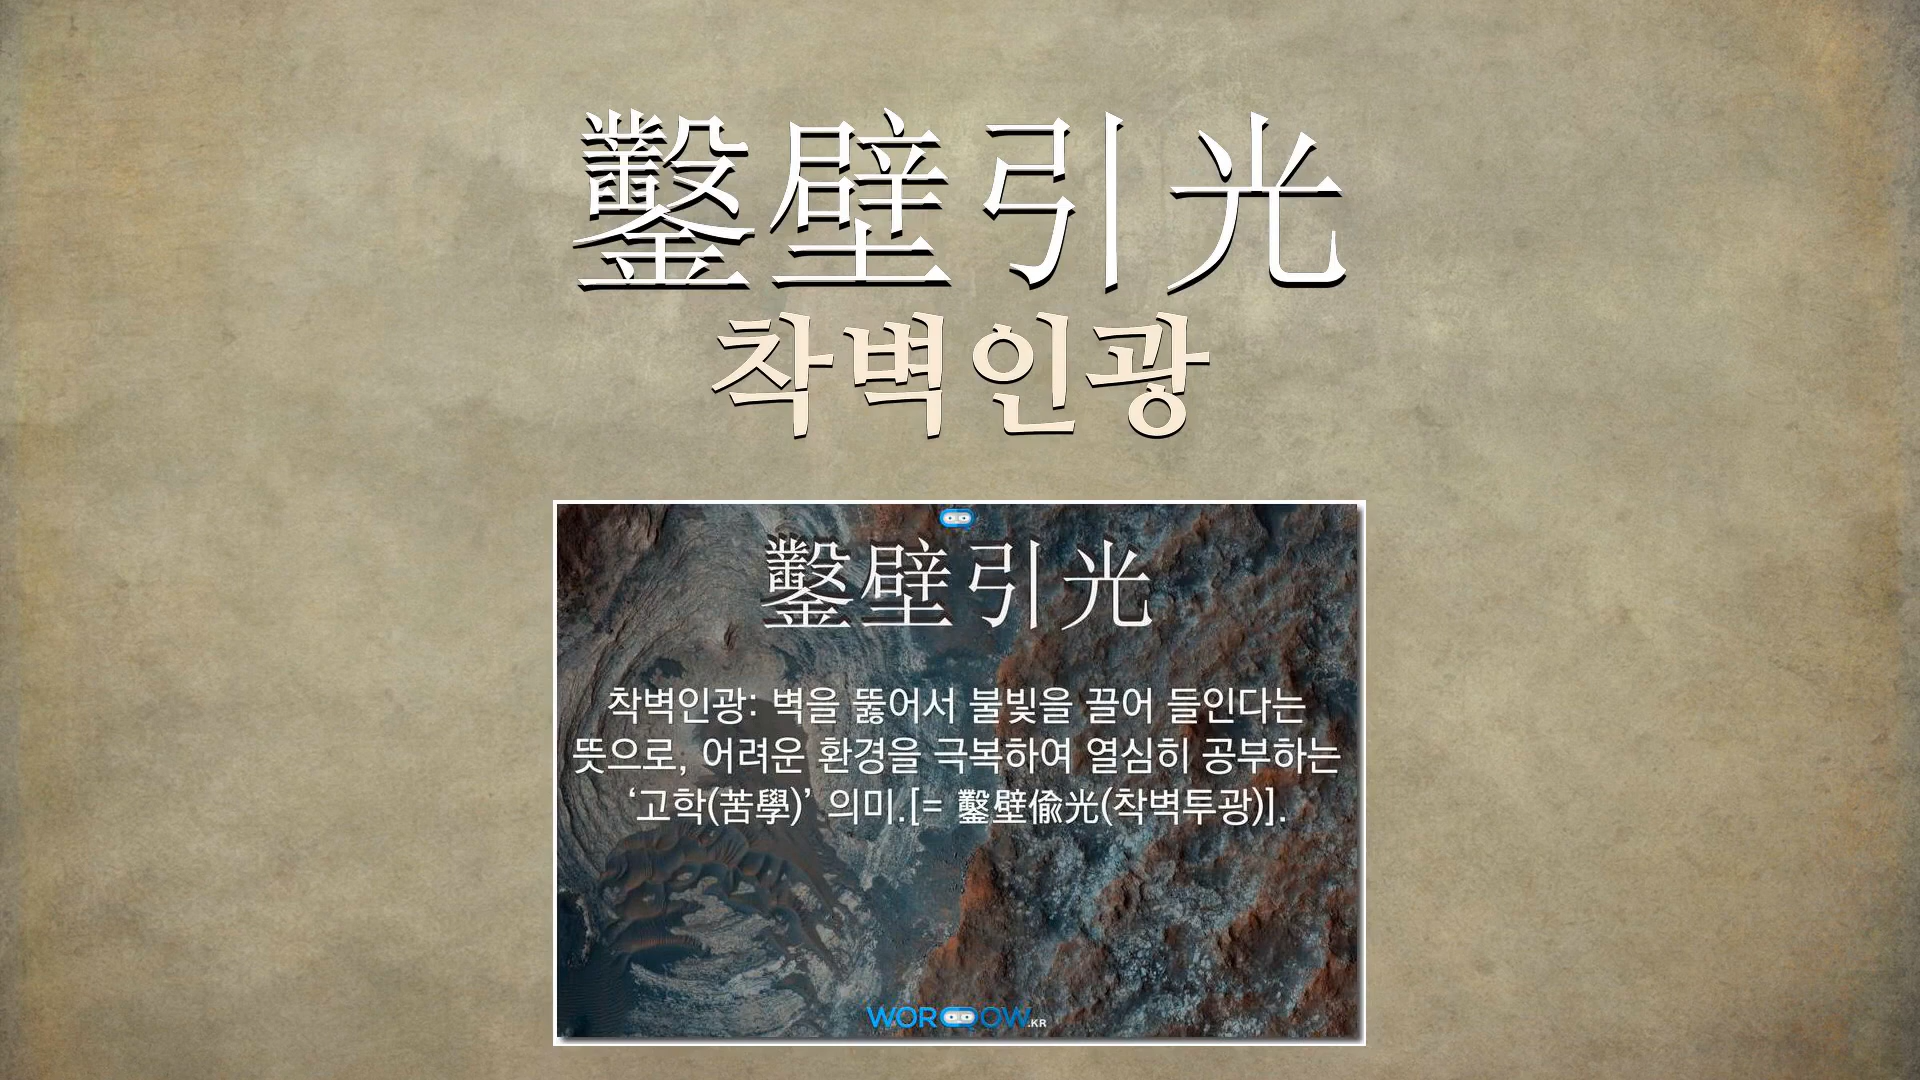 鑿壁引光
착벽인광
鑿壁引光
착벽인광: 벽을 뚫어서 불빛을 끌어 들인다는
뜻으로, 어려운 환경을 극복하여 열심히 공부하는
‘고학(苦學)’ 의미.[= 鑿壁偸光(착벽투광)].
WORDOW.KR